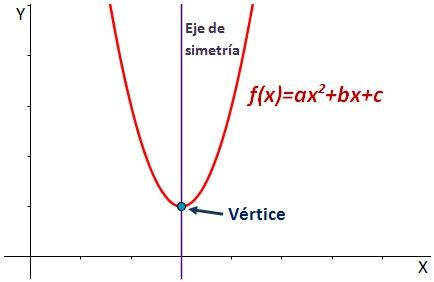 Y
Eje de
simetría
f(x)=ax²+bx+c
Vértice
X